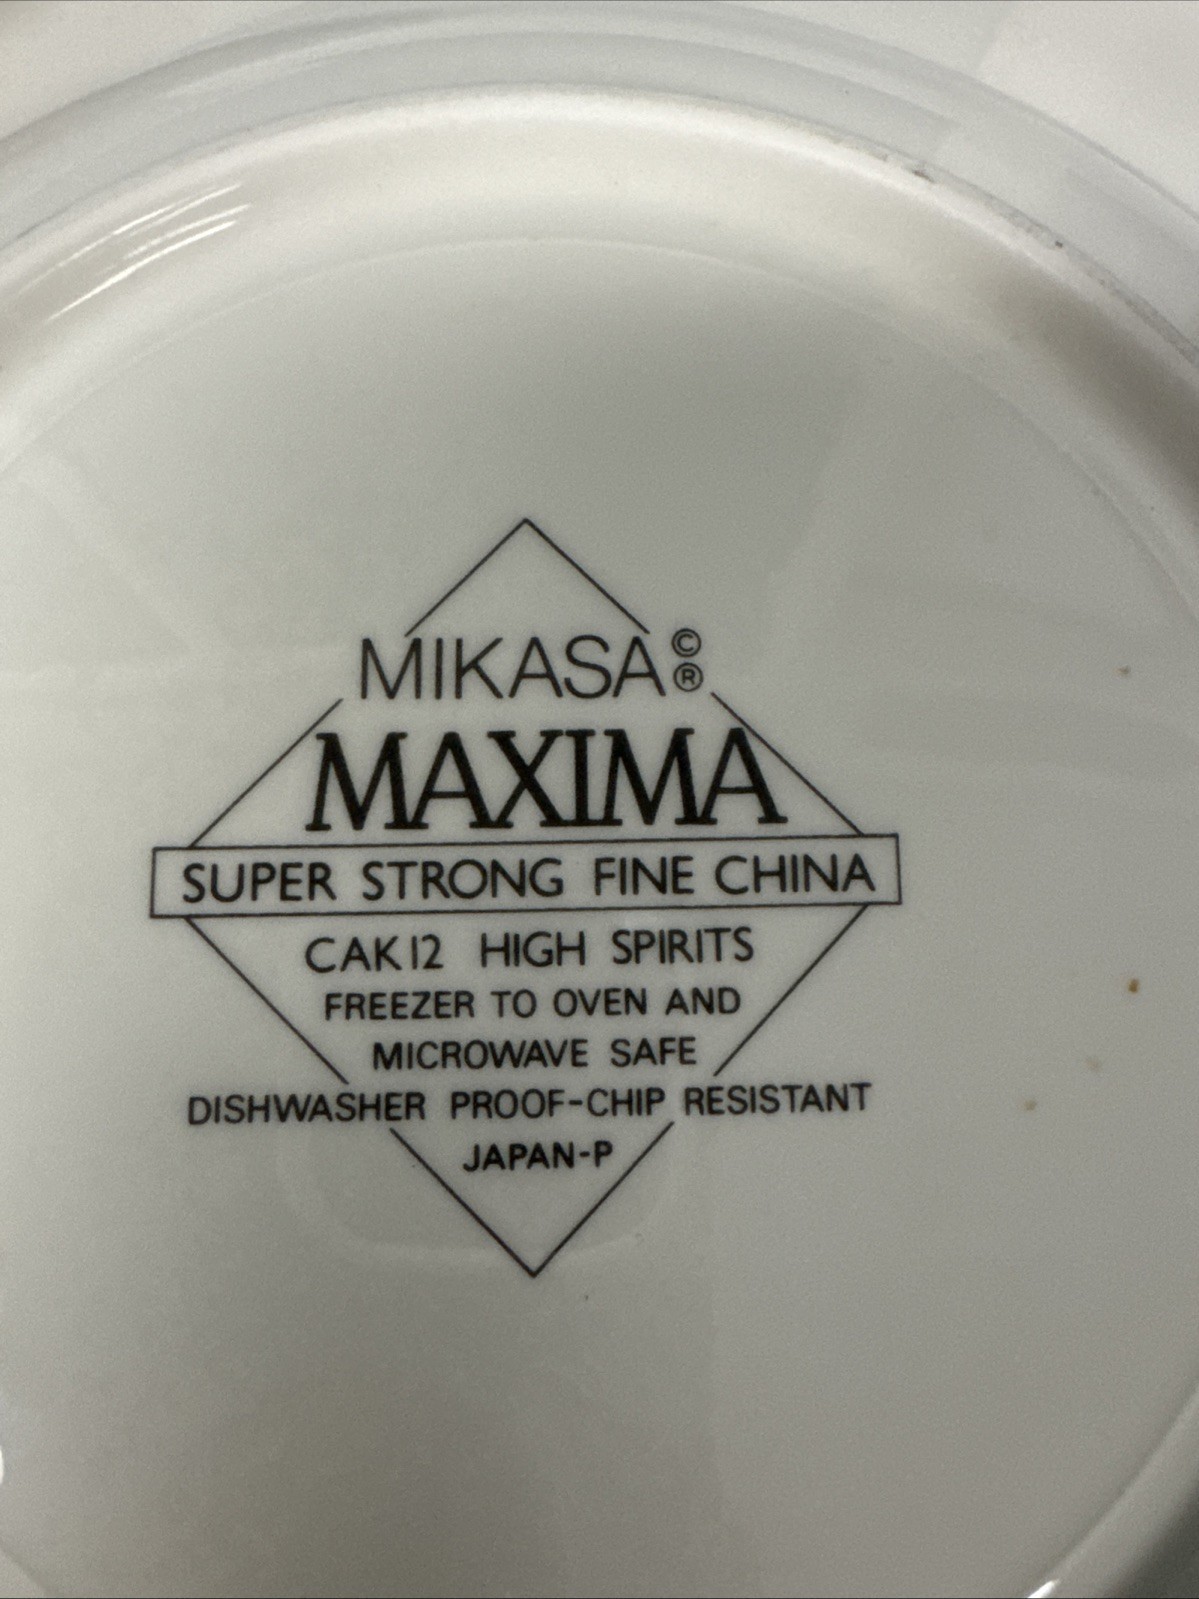 MIKASA©®
MAXIMA
SUPER STRONG FINE CHINA
CAK12 HIGH SPIRITS
FREEZER TO OVEN AND
MICROWAVE SAFE
DISHWASHER PROOF-CHIP RESISTANT
JAPAN-P